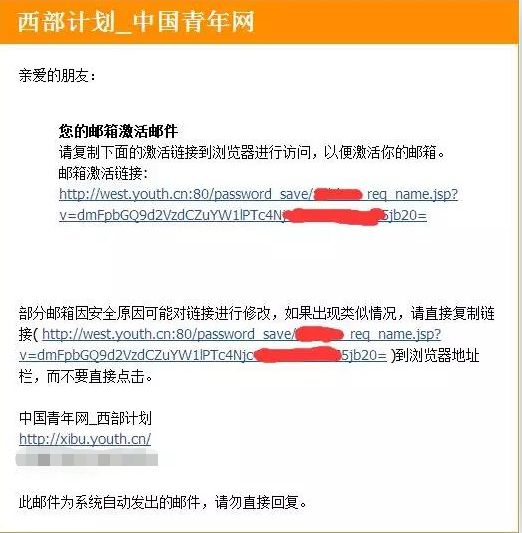 西部计划_中国青年网
亲爱的朋友：
您的邮箱激活邮件
请复制下面的激活链接到浏览器进行访问，以便激活你的邮箱。
邮箱激活链接:
http://west.youth.cn:80/password_save/ req_name.jsp?
v=dmFpbGQ9d2VzdCZuYW1lPTc4Nj 5jb20=
部分邮箱因安全原因可能对链接进行修改，如果出现类似情况，请直接复制链
接( http://west.youth.cn:80/password_save/ req_name.jsp?
v=dmFpbGQ9d2VzdCZuYW1lPTc4Njc 5jb20= )到浏览器地址
栏，而不要直接点击。
中国青年网_西部计划
http://xibu.youth.cn/
此邮件为系统自动发出的邮件，请勿直接回复。